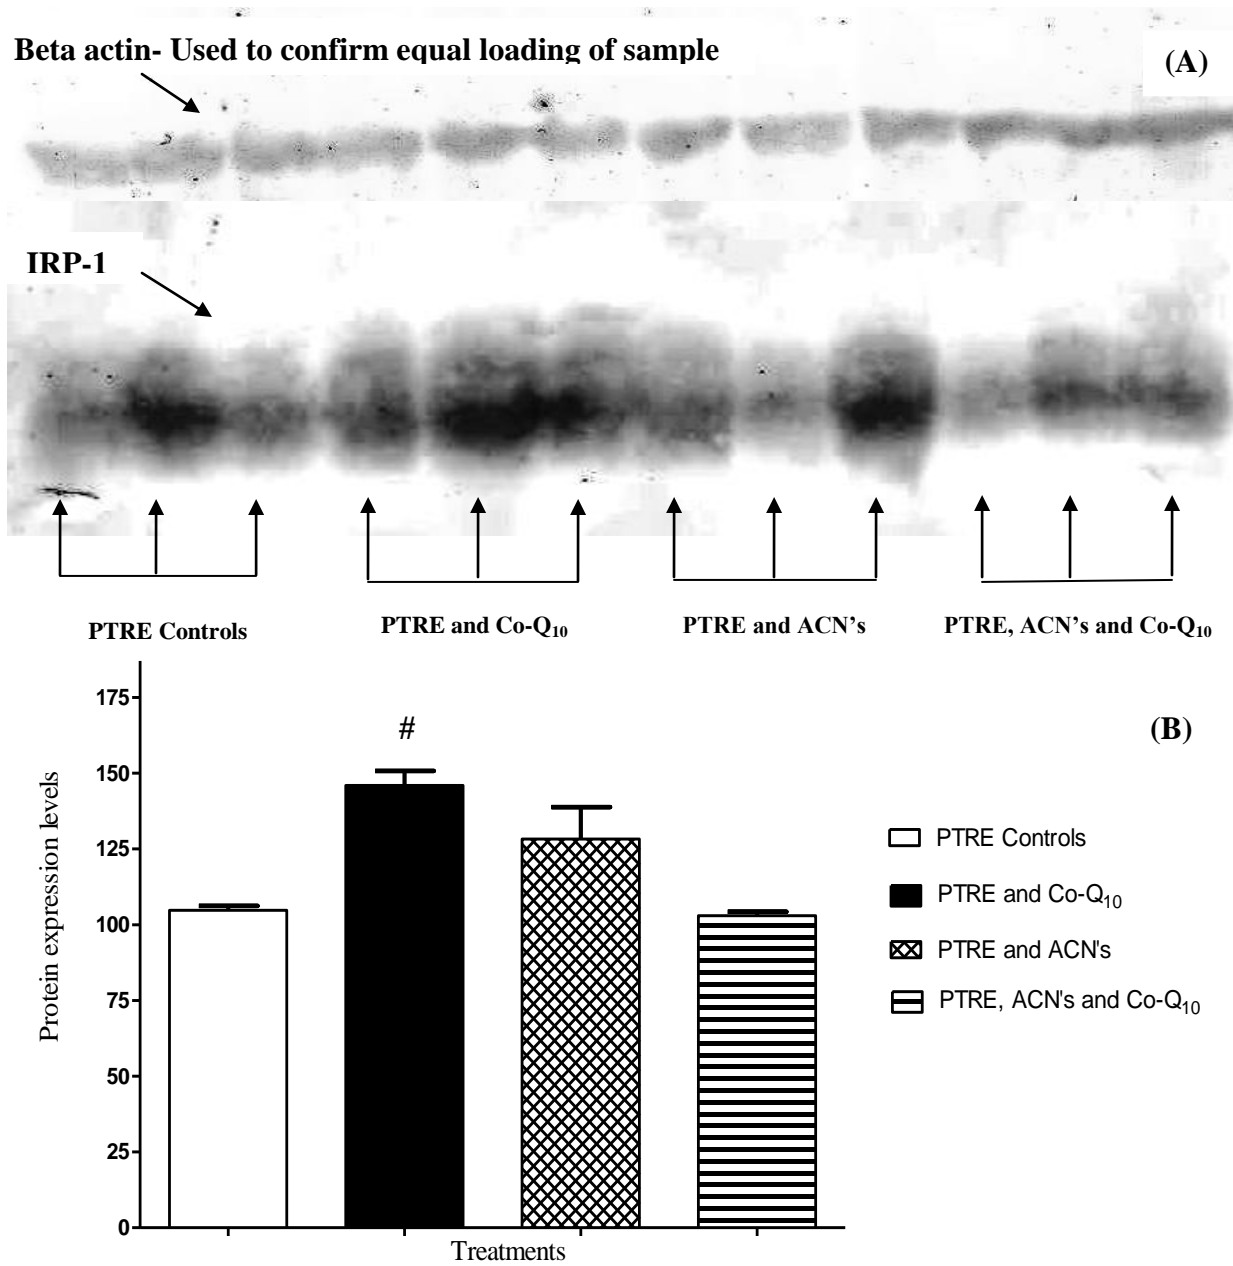 Beta actin- Used to confirm equal loading of sample
(A)
IRP-1
PTRE Controls
PTRE and Co-Q₁₀
PTRE and ACN’s
PTRE, ACN’s and Co-Q₁₀
(B)
#
175
150
125
100
75
50
25
0
Protein expression levels
Treatments
PTRE Controls
PTRE and Co-Q₁₀
PTRE and ACN's
PTRE, ACN's and Co-Q₁₀